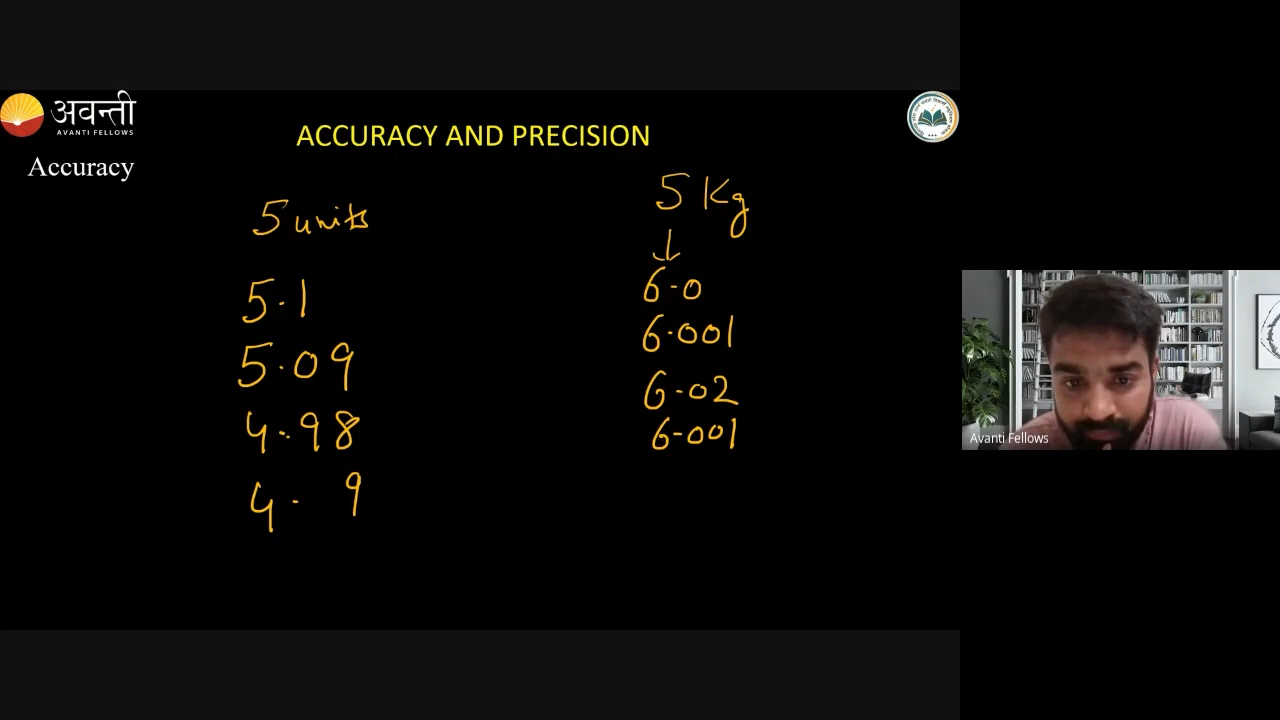 अवन्ती
AVANTI FELLOWS
ACCURACY AND PRECISION
Accuracy
5 units
5.1
5.09
4.98
4. 9
5 Kg
↓
6.0
6.001
6.02
6.001
Avanti Fellows